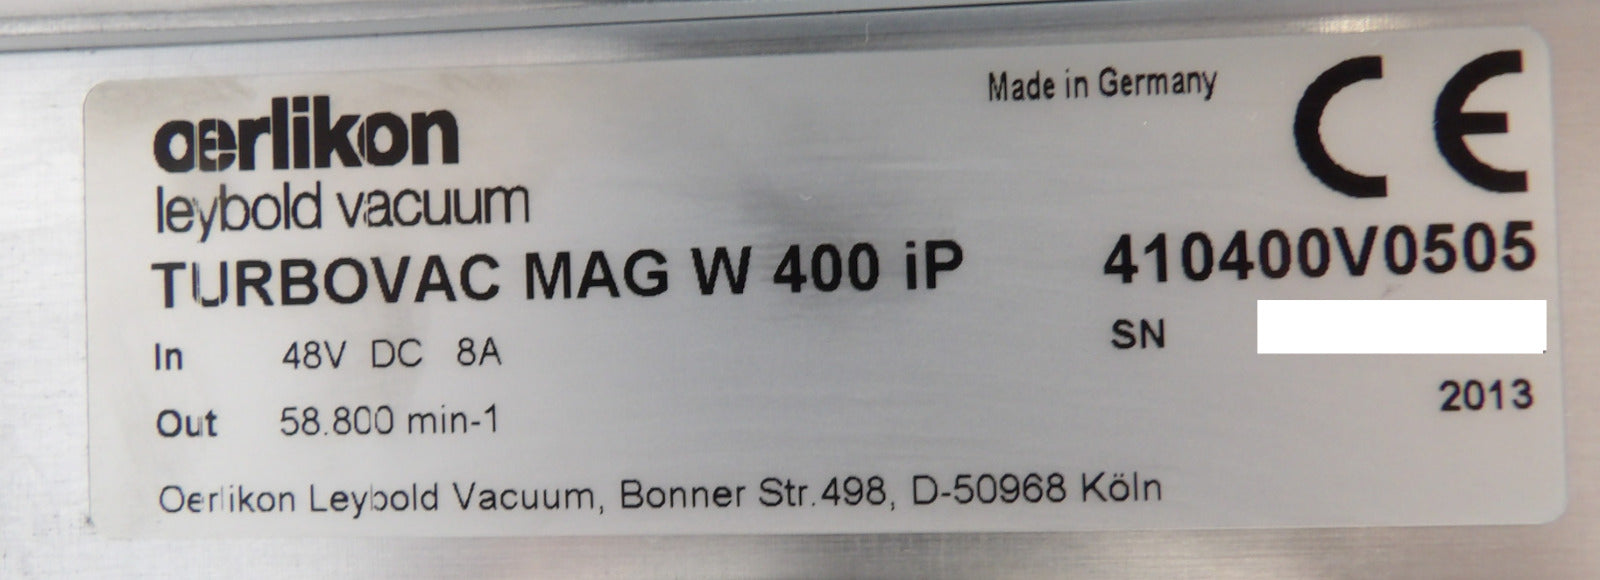 Made in Germany
CE
oerlikon
leybold vacuum
TURBOVAC MAG W 400 iP 410400V0505
In 48V DC 8A SN
Out 58.800 min-1 2013
Oerlikon Leybold Vacuum, Bonner Str.498, D-50968 Köln